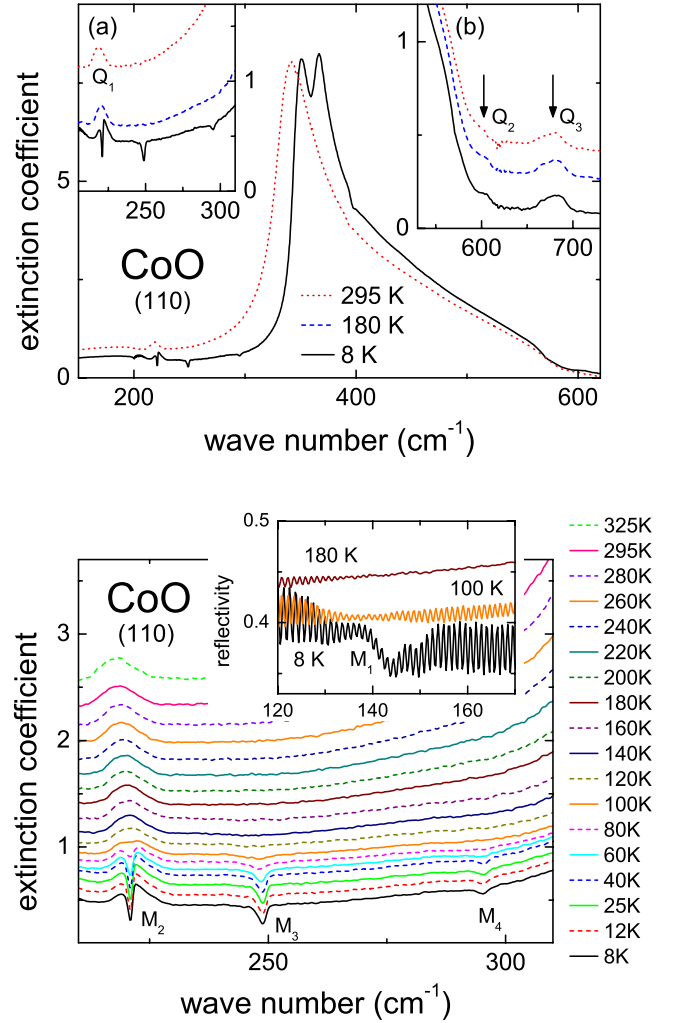 (a)
Q1
1
0
250
300
(b)
1
0
Q2
Q3
600
700
extinction coefficient
5
0
CoO
(110)
295 K
180 K
8 K
200
400
600
wave number (cm-1)
0.5
0.4
reflectivity
180 K
100 K
8 K
M1
120
140
160
CoO
(110)
extinction coefficient
3
2
1
M2
M3
M4
250
300
wave number (cm-1)
325K
295K
280K
260K
240K
220K
200K
180K
160K
140K
120K
100K
80K
60K
40K
25K
12K
8K